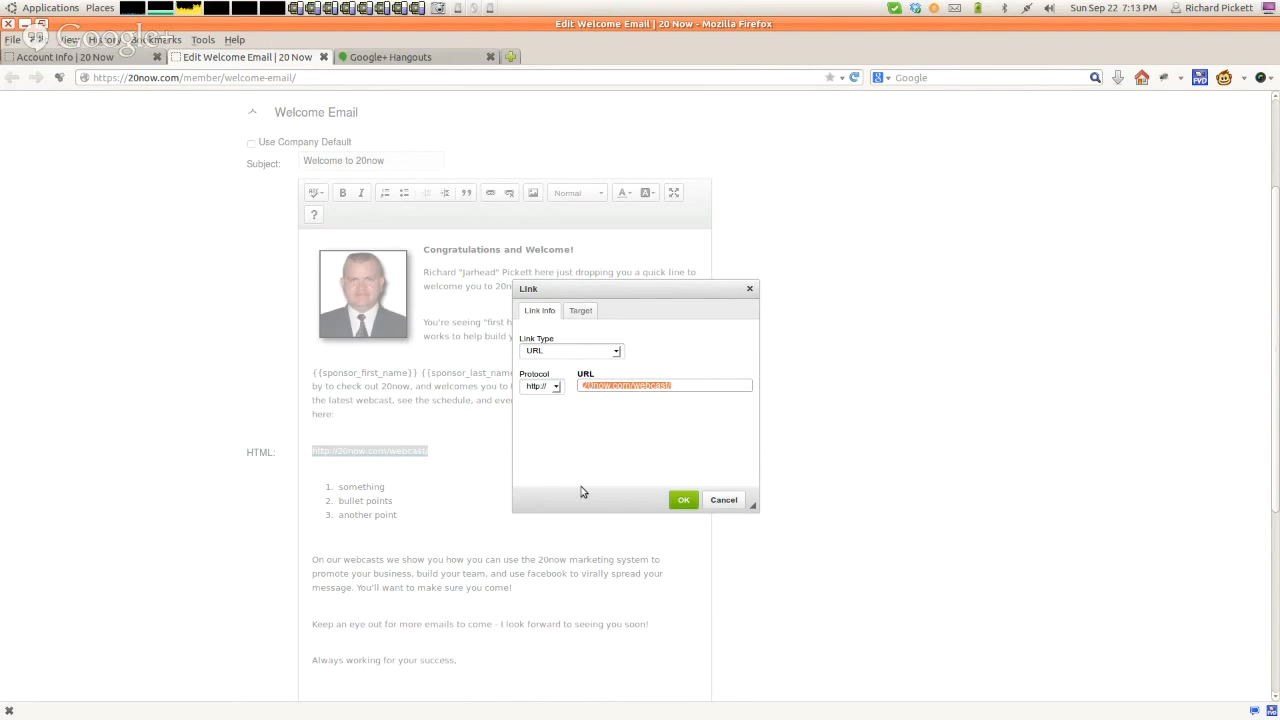 Applications Places
Sun Sep 22 7:13 PM Richard Pickett
Edit Welcome Email | 20 Now - Mozilla Firefox
File View History Bookmarks Tools Help
Google+
Account Info | 20 Now
Edit Welcome Email | 20 Now
Google+ Hangouts
https://20now.com/member/welcome-email/
Google
FVD
Welcome Email
Use Company Default
Subject: Welcome to 20now
B I Normal A A
?
Congratulations and Welcome!
Richard "Jarhead" Pickett here just dropping you a quick line to
welcome you to 20n
You're seeing "first h
works to help build y
{{sponsor_first_name}} {{sponsor_last_name
by to check out 20now, and welcomes you to
the latest webcast, see the schedule, and eve
here:
HTML:
http://20now.com/webcast/
1. something
2. bullet points
3. another point
On our webcasts we show you how you can use the 20now marketing system to
promote your business, build your team, and use facebook to virally spread your
message. You'll want to make sure you come!
Keep an eye out for more emails to come - I look forward to seeing you soon!
Always working for your success,
Link
Link Info Target
Link Type
URL
Protocol URL
http:// 20now.com/webcast/
OK Cancel